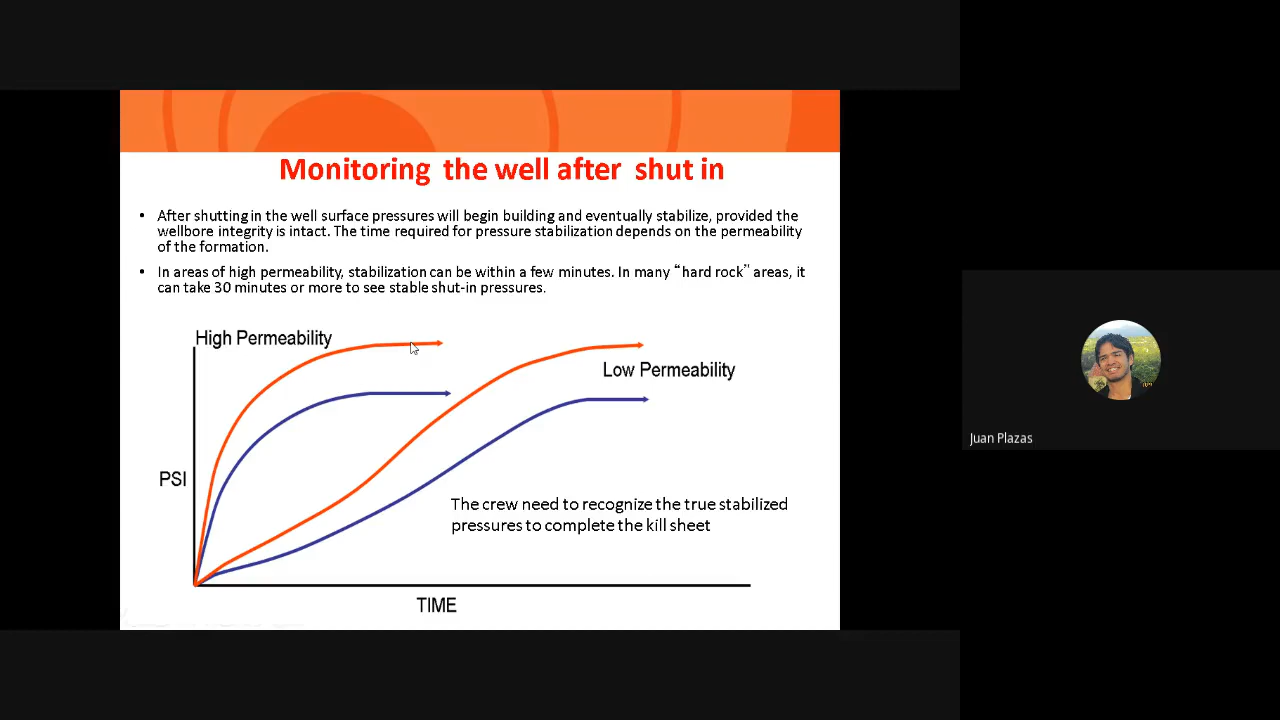 Monitoring the well after shut in
• After shutting in the well surface pressures will begin building and eventually stabilize, provided the
wellbore integrity is intact. The time required for pressure stabilization depends on the permeability
of the formation.
• In areas of high permeability, stabilization can be within a few minutes. In many “hard rock” areas, it
can take 30 minutes or more to see stable shut-in pressures.
High Permeability
Low Permeability
PSI
The crew need to recognize the true stabilized
pressures to complete the kill sheet
TIME
Juan Plazas